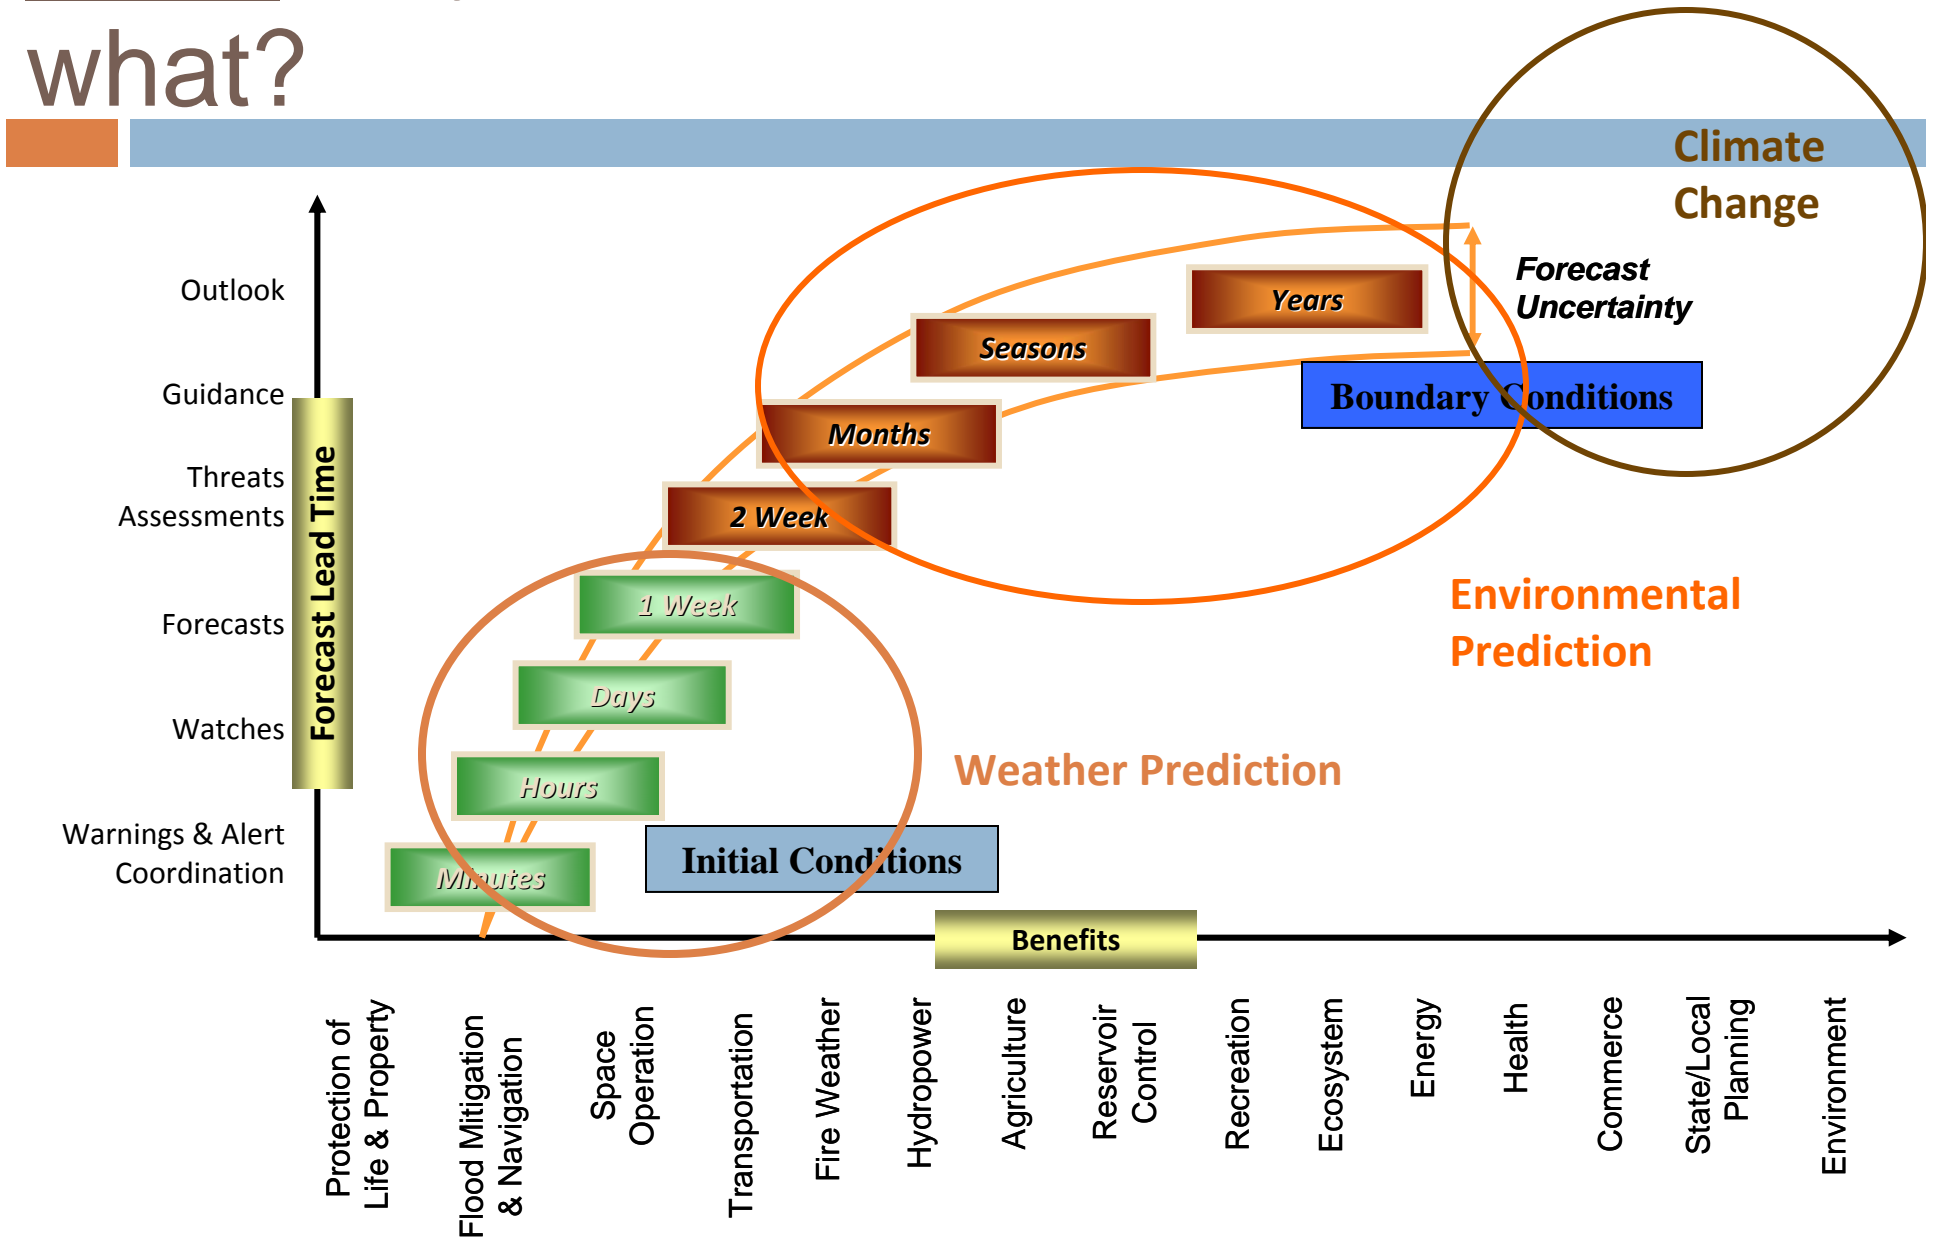 what?
Climate
Change
Outlook
Guidance
Threats
Assessments
Forecasts
Watches
Warnings & Alert
Coordination
Forecast Lead Time
Years
Seasons
Months
2 Week
1 Week
Days
Hours
Minutes
Forecast
Uncertainty
Boundary Conditions
Environmental
Prediction
Weather Prediction
Initial Conditions
Benefits
Protection of
Life & Property
Flood Mitigation
& Navigation
Space
Operation
Transportation
Fire Weather
Hydropower
Agriculture
Reservoir
Control
Recreation
Ecosystem
Energy
Health
Commerce
State/Local
Planning
Environment